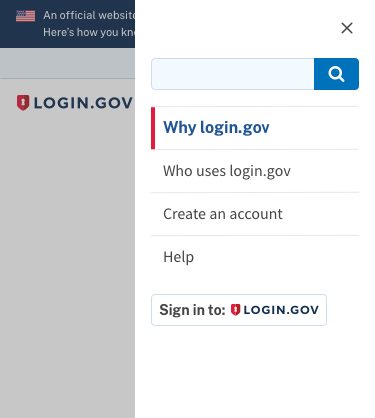 An official website
Here's how you kn
LOGIN.GOV
Why login.gov
Who uses login.gov
Create an account
Help
Sign in to: LOGIN.GOV